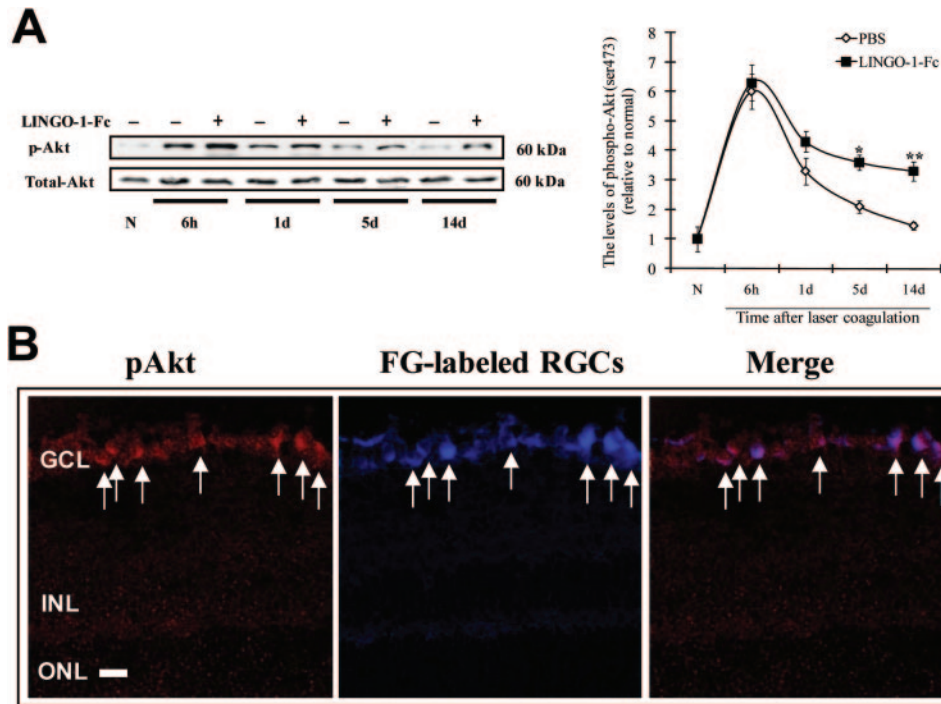 A
LINGO-1-Fc – – + – + – + – +
p-Akt 60 kDa
Total-Akt 60 kDa
N 6h 1d 5d 14d
The levels of phospho-Akt (ser473)
(relative to normal)
8
7
6
5
4
3
2
1
0
PBS
LINGO-1-Fc
*
**
N 6h 1d 5d 14d
Time after laser coagulation
B
pAkt FG-labeled RGCs Merge
GCL
INL
ONL